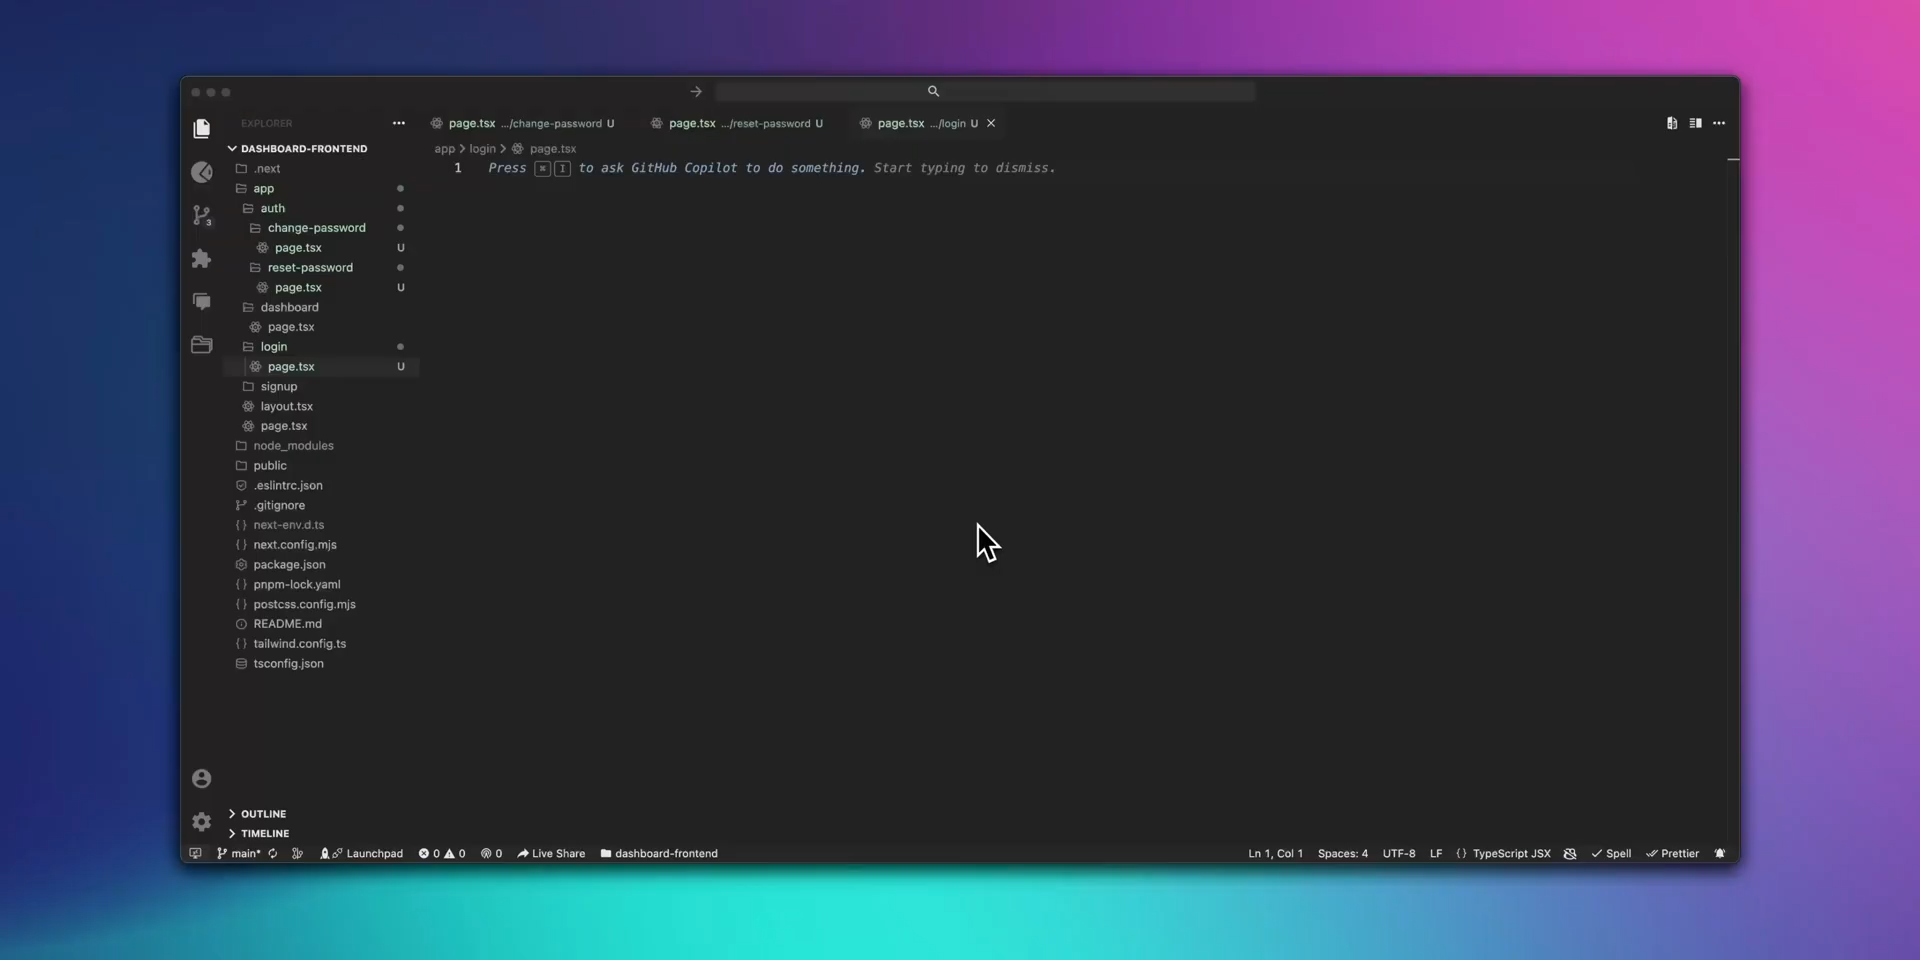 EXPLORER
DASHBOARD-FRONTEND
.next
app
auth
change-password
page.tsx U
reset-password
page.tsx U
dashboard
page.tsx
login
page.tsx U
signup
layout.tsx
page.tsx
node_modules
public
.eslintrc.json
.gitignore
next-env.d.ts
next.config.mjs
package.json
pnpm-lock.yaml
postcss.config.mjs
README.md
tailwind.config.ts
tsconfig.json
OUTLINE
TIMELINE
3
page.tsx .../change-password U page.tsx .../reset-password U page.tsx .../login U
app > login > page.tsx
1 Press ⌘ I to ask GitHub Copilot to do something. Start typing to dismiss.
main* Launchpad 0 0 0 Live Share dashboard-frontend Ln 1, Col 1 Spaces: 4 UTF-8 LF {} TypeScript JSX Spell Prettier